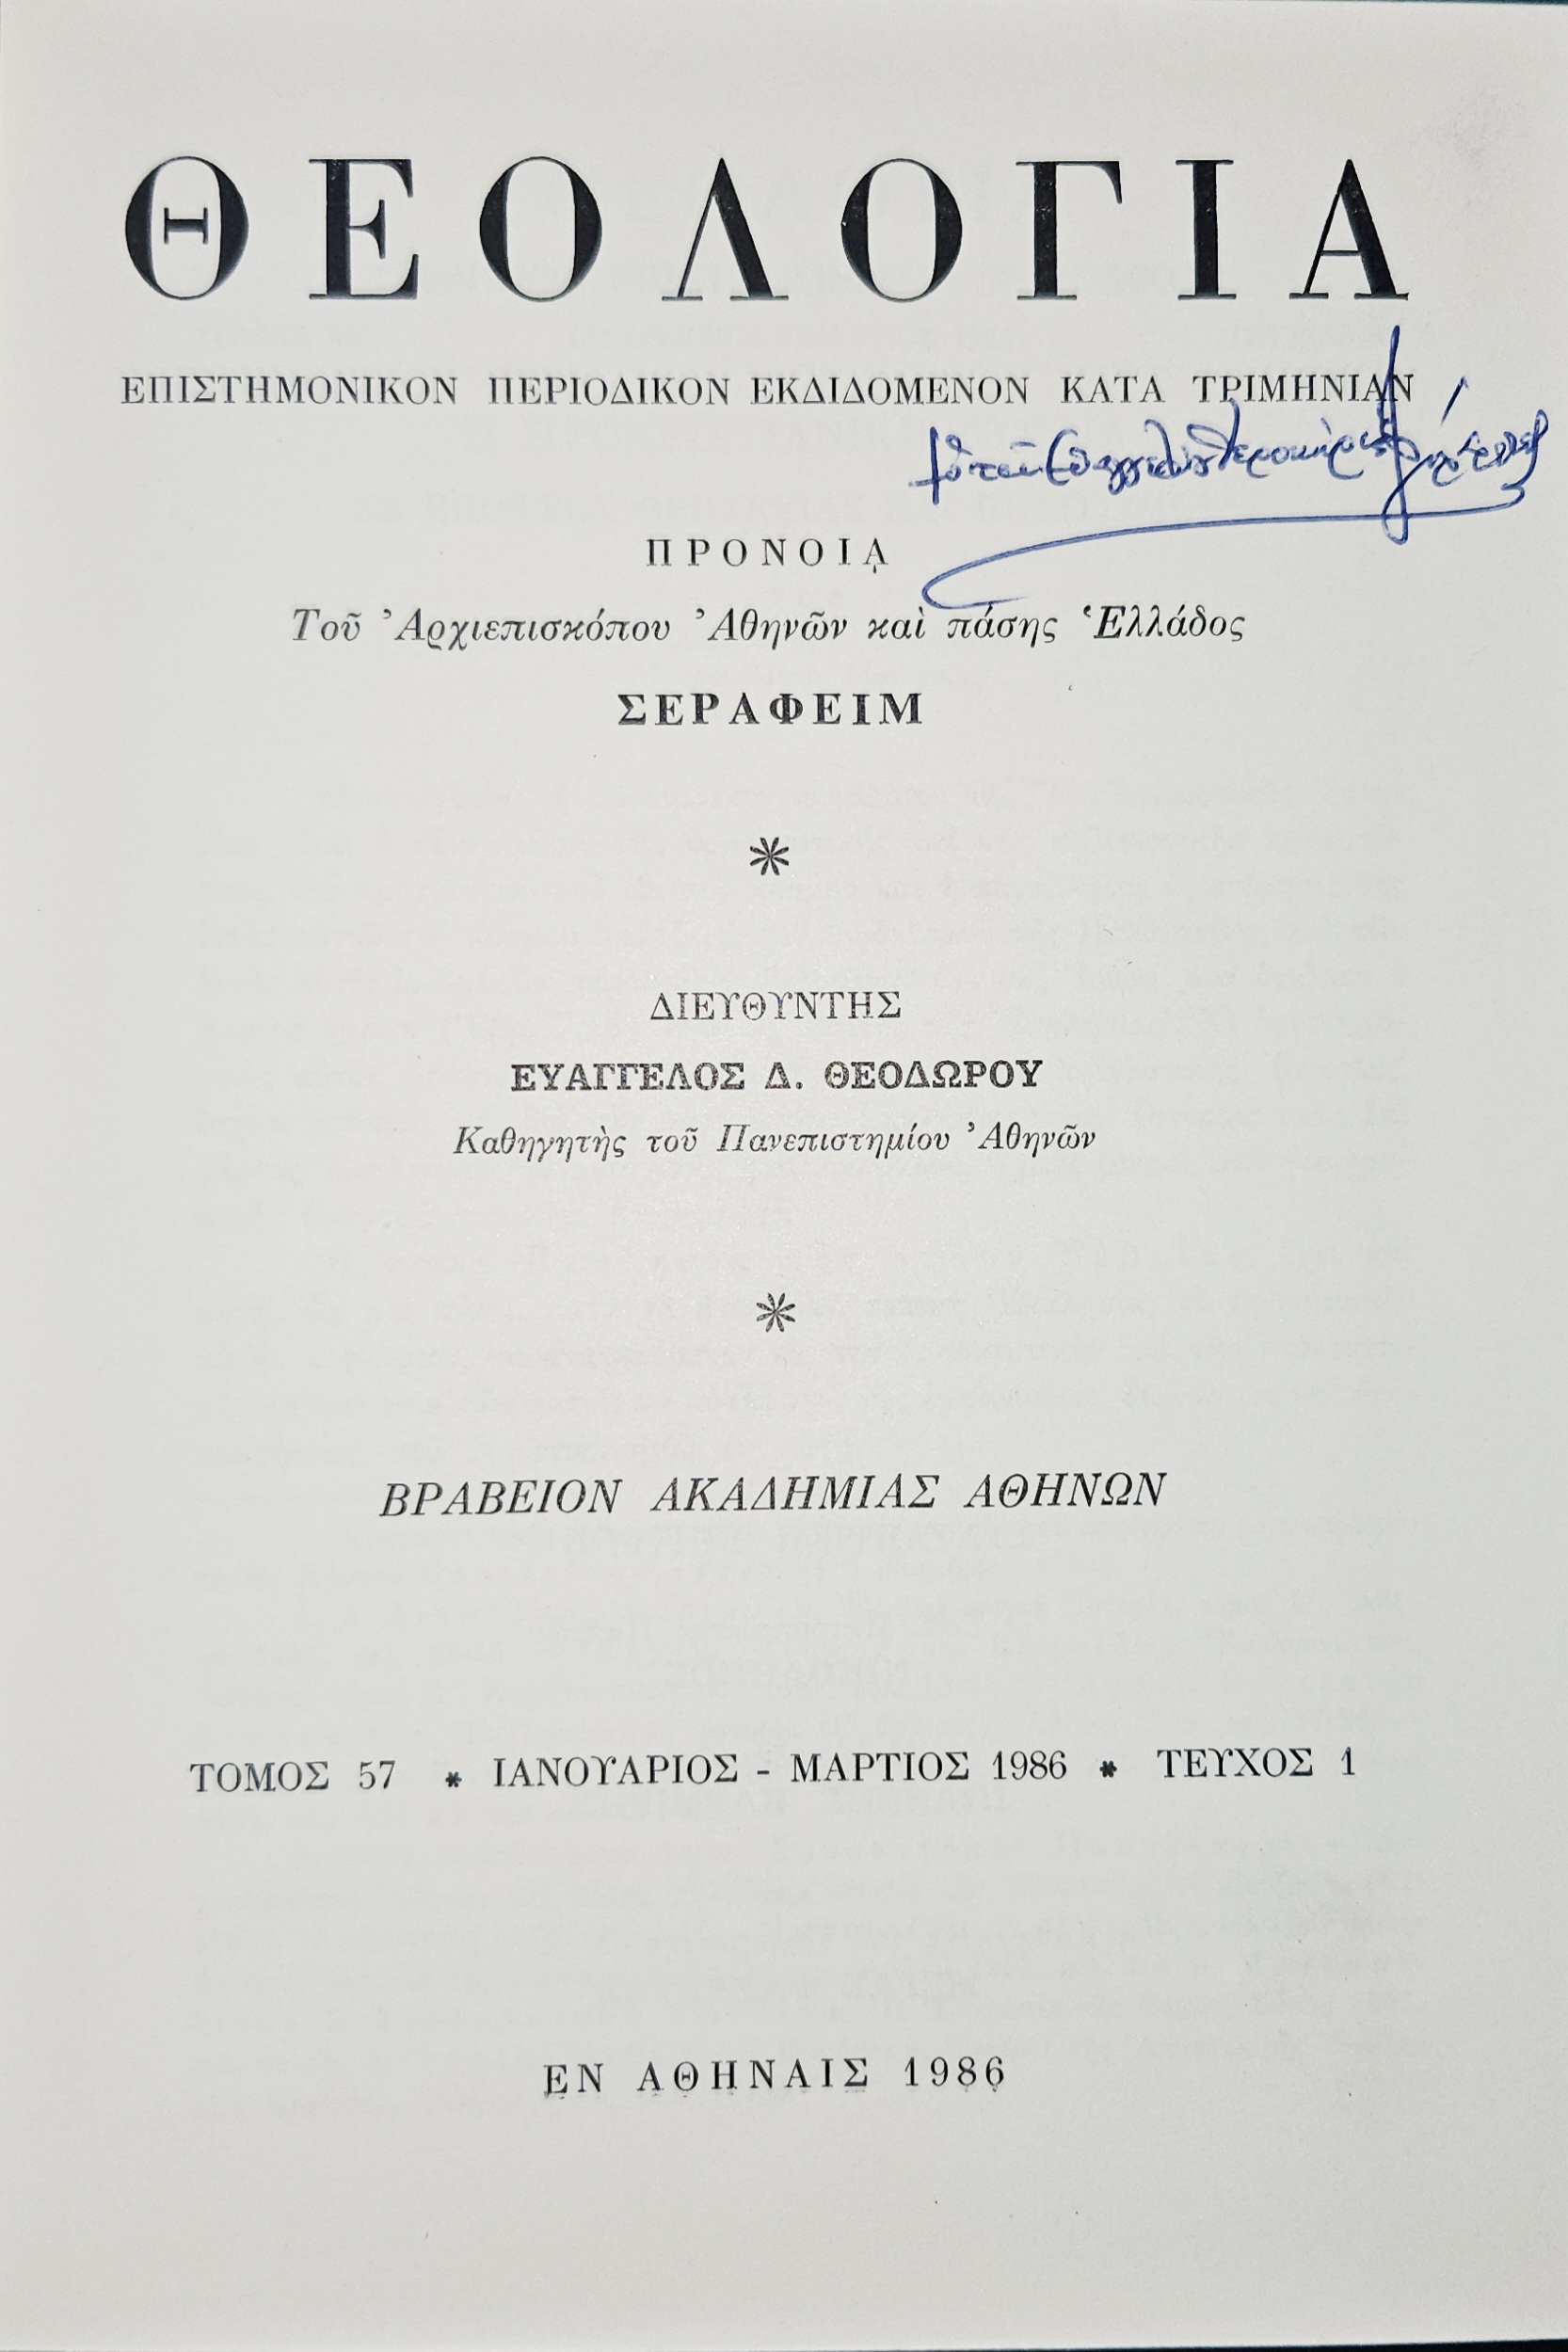 ΘΕΟΛΟΓΙΑ
ΕΠΙΣΤΗΜΟΝΙΚΟΝ ΠΕΡΙΟΔΙΚΟΝ ΕΚΔΙΔΟΜΕΝΟΝ ΚΑΤΑ ΤΡΙΜΗΝΙΑΝ
ΠΡΟΝΟΙᾼ
Τοῦ Ἀρχιεπισκόπου Ἀθηνῶν καὶ πάσης Ἑλλάδος
ΣΕΡΑΦΕΙΜ
*
ΔΙΕΥΘΥΝΤΗΣ
ΕΥΑΓΓΕΛΟΣ Δ. ΘΕΟΔΩΡΟΥ
Καθηγητὴς τοῦ Πανεπιστημίου Ἀθηνῶν
*
ΒΡΑΒΕΙΟΝ ΑΚΑΔΗΜΙΑΣ ΑΘΗΝΩΝ
ΤΟΜΟΣ 57 * ΙΑΝΟΥΑΡΙΟΣ - ΜΑΡΤΙΟΣ 1986 * ΤΕΥΧΟΣ 1
ΕΝ ΑΘΗΝΑΙΣ 1986